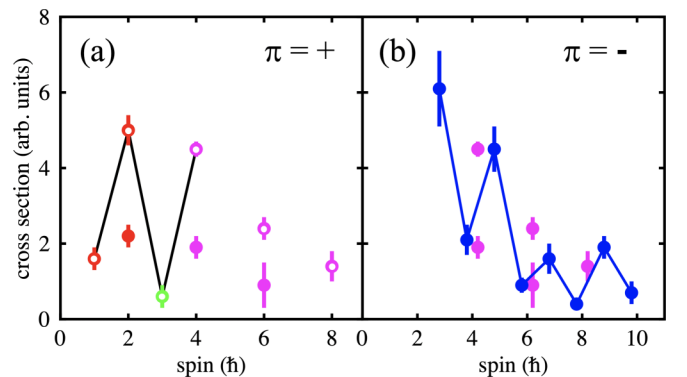 (a) π = +
(b) π = -
cross section (arb. units)
8
6
4
2
0
0 2 4 6 8
0 2 4 6 8 10
spin (ħ)
spin (ħ)